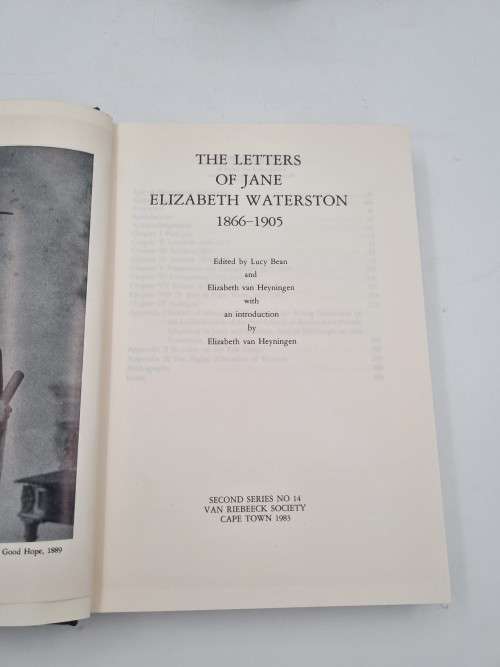 THE LETTERS
OF JANE
ELIZABETH WATERSTON
1866–1905
Edited by Lucy Bean
and
Elizabeth van Heyningen
with
an introduction
by
Elizabeth van Heyningen
SECOND SERIES NO 14
VAN RIEBEECK SOCIETY
CAPE TOWN 1983
Good Hope, 1889